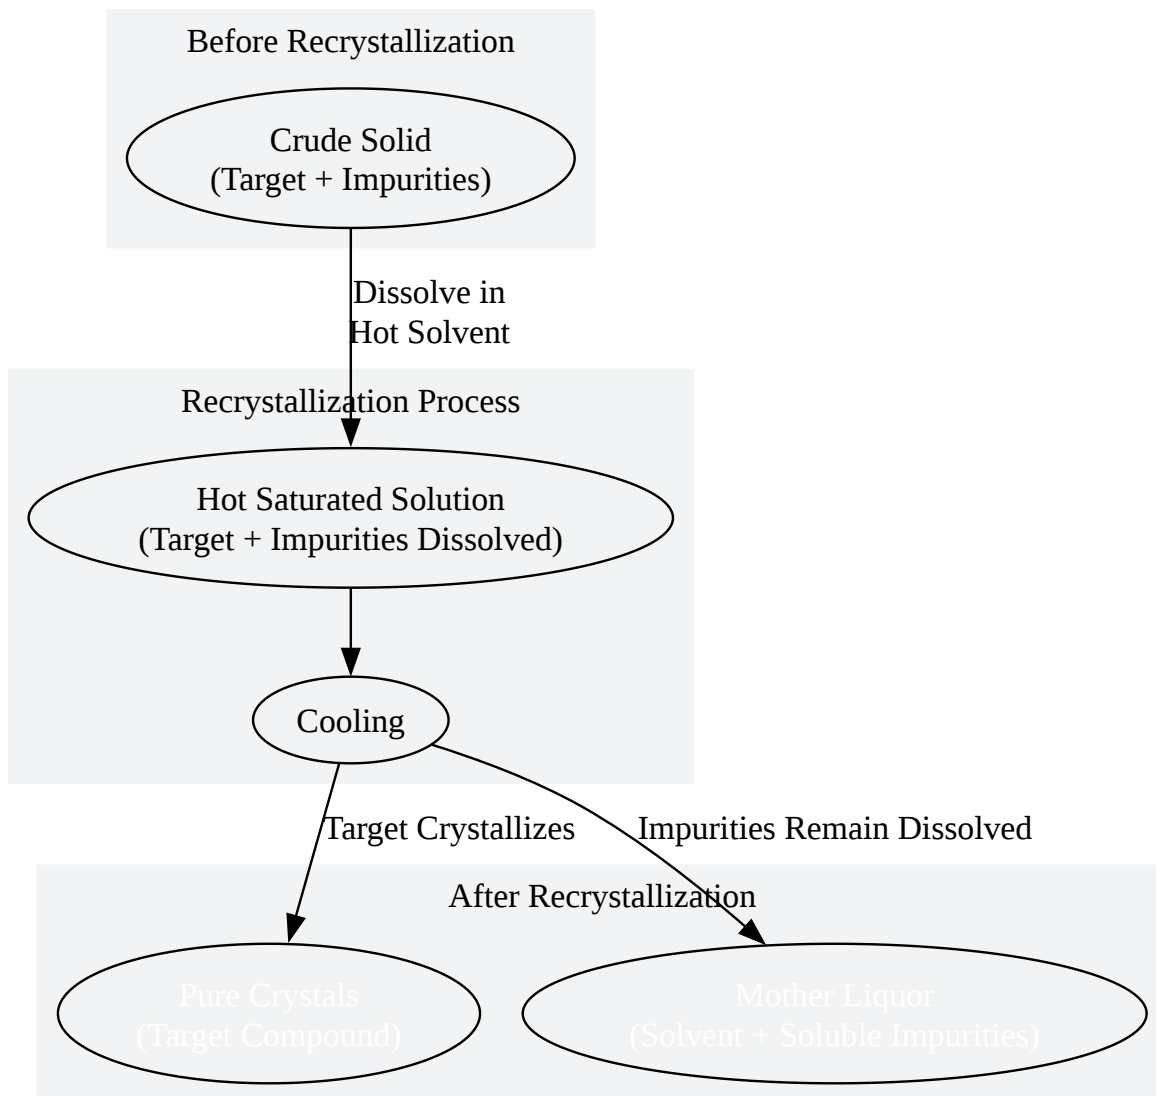 Before Recrystallization
Crude Solid
(Target + Impurities)
Dissolve in
Hot Solvent
Recrystallization Process
Hot Saturated Solution
(Target + Impurities Dissolved)
Cooling
Target Crystallizes
Impurities Remain Dissolved
After Recrystallization
Pure Crystals
(Target Compound)
Mother Liquor
(Solvent + Soluble Impurities)